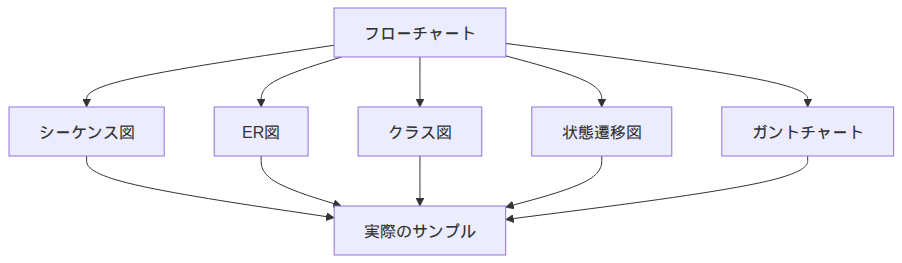 フローチャート
シーケンス図
ER図
クラス図
状態遷移図
ガントチャート
実際のサンプル